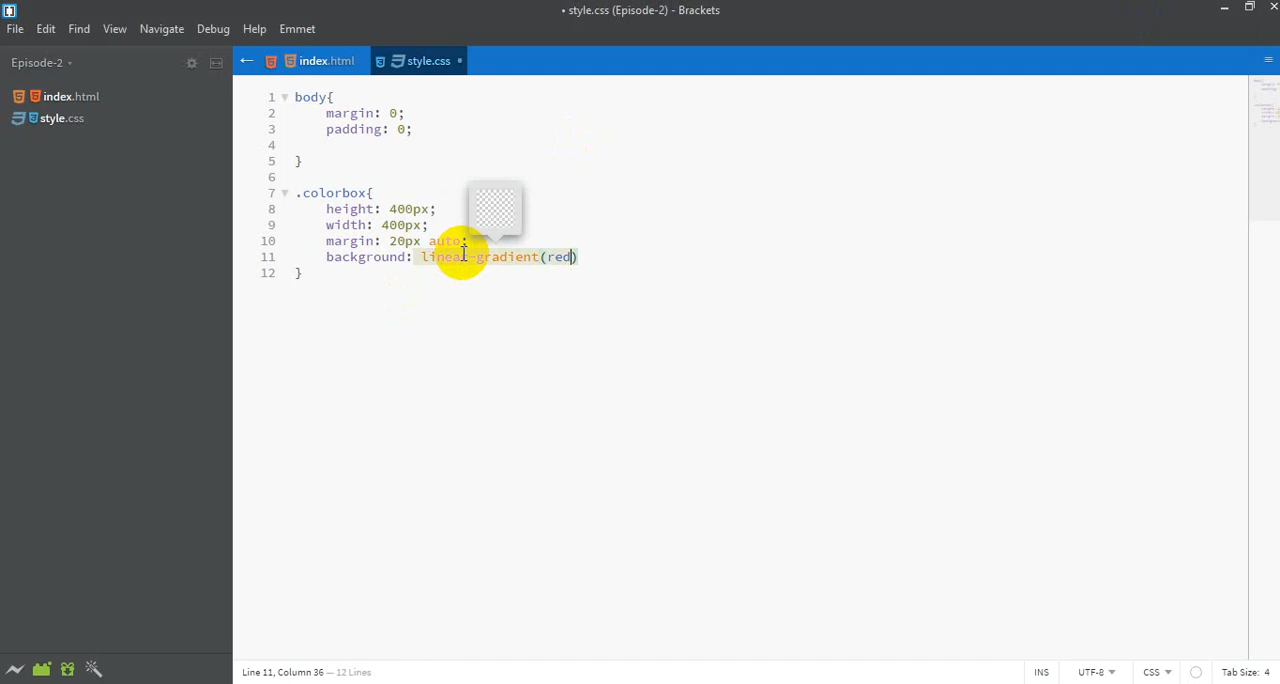 • style.css (Episode-2) - Brackets
File Edit Find View Navigate Debug Help Emmet
Episode-2
index.html style.css •
index.html
style.css
1 body{
2 margin: 0;
3 padding: 0;
4
5 }
6
7 .colorbox{
8 height: 400px;
9 width: 400px;
10 margin: 20px auto;
11 background: linear-gradient(red)
12 }
Line 11, Column 36 — 12 Lines INS UTF-8 CSS Tab Size: 4